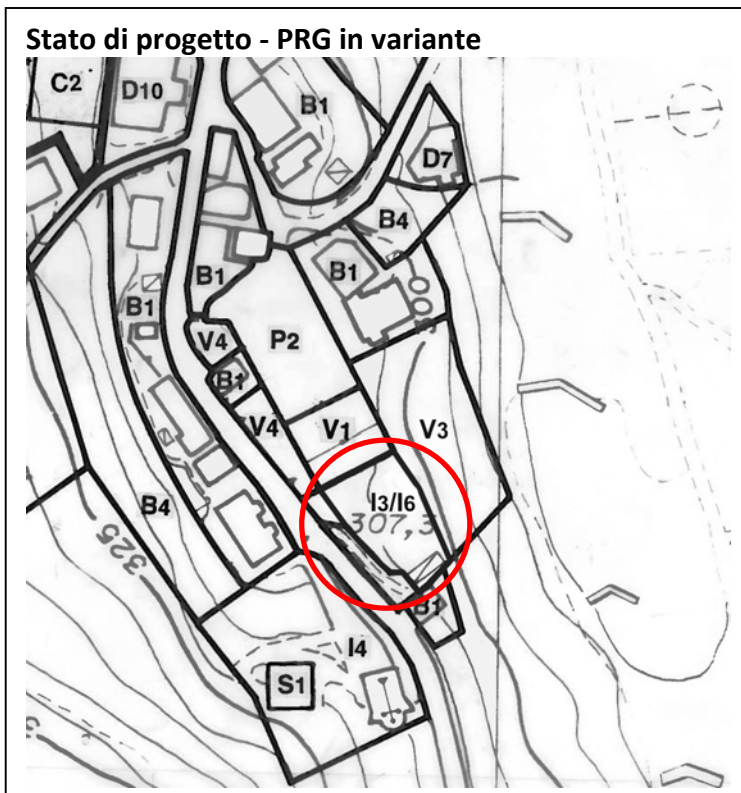 Stato di progetto - PRG in variante
C2
D10
B1
D7
B4
B1
B1
B1
P2
V4
B1
V4
V1
V3
I3/I6
307,3
B4
325
B1
I4
S1